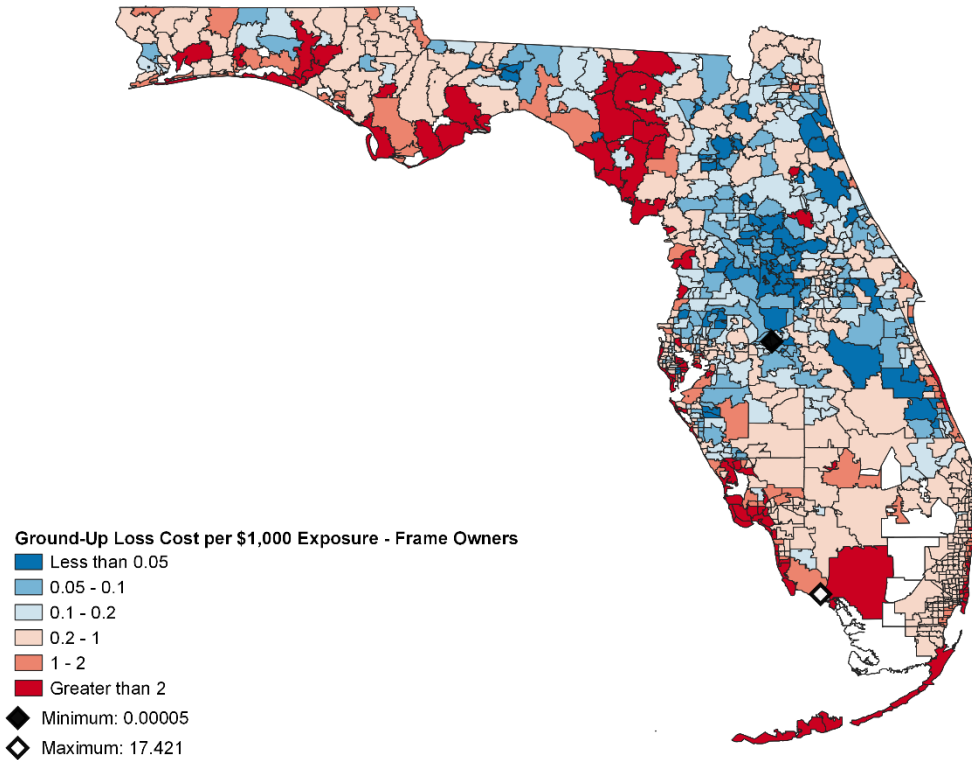 Ground-Up Loss Cost per $1,000 Exposure - Frame Owners
Less than 0.05
0.05 - 0.1
0.1 - 0.2
0.2 - 1
1 - 2
Greater than 2
Minimum: 0.00005
Maximum: 17.421